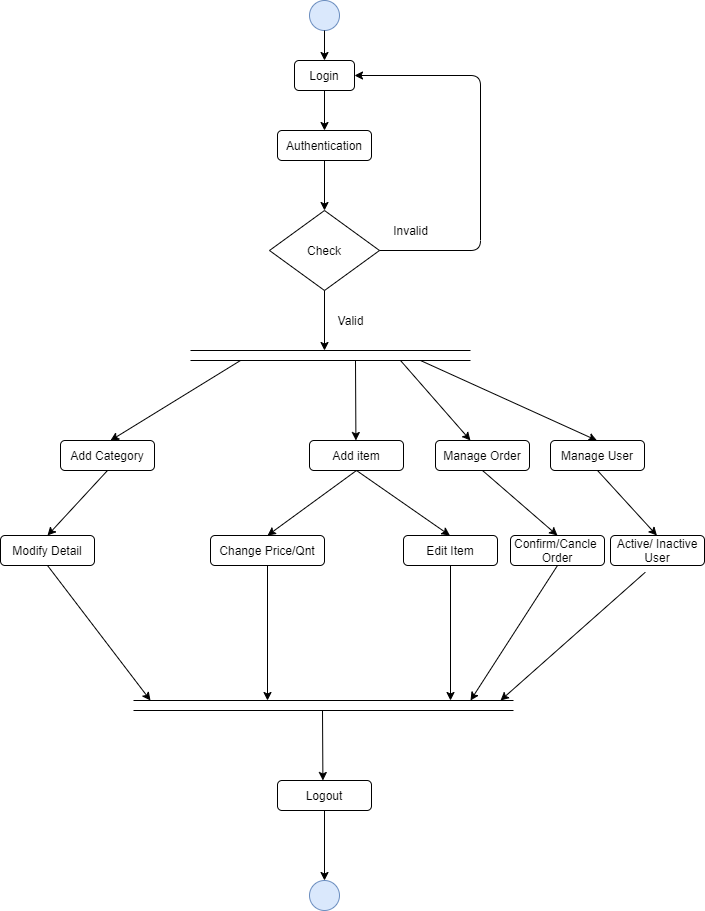 Login
Authentication
Check
Invalid
Valid
Add Category
Add item
Manage Order
Manage User
Modify Detail
Change Price/Qnt
Edit Item
Confirm/Cancle
Order
Active/ Inactive
User
Logout